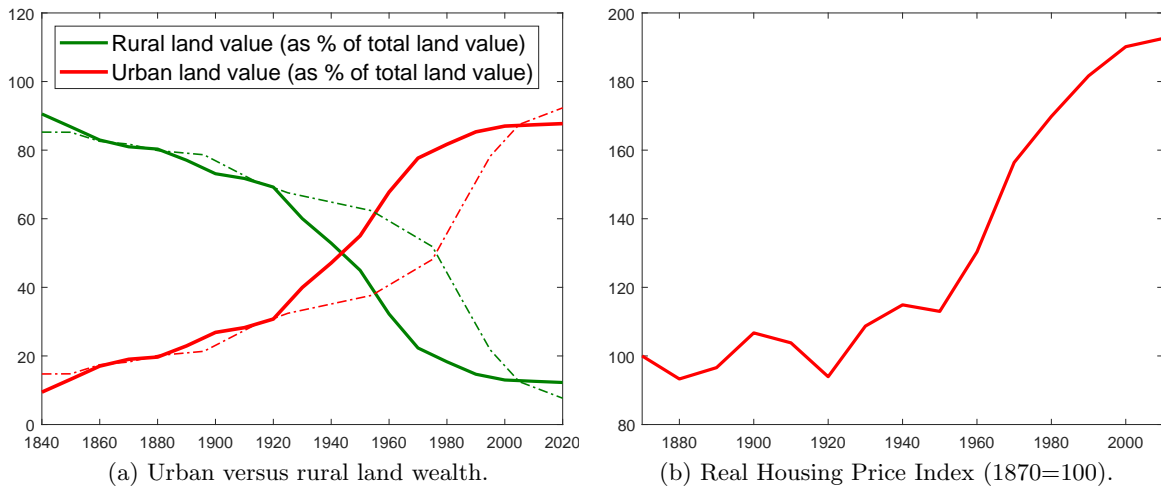 120
100
80
60
40
20
0
Rural land value (as % of total land value)
Urban land value (as % of total land value)
1840 1860 1880 1900 1920 1940 1960 1980 2000 2020
(a) Urban versus rural land wealth.
200
180
160
140
120
100
80
1880 1900 1920 1940 1960 1980 2000
(b) Real Housing Price Index (1870=100).